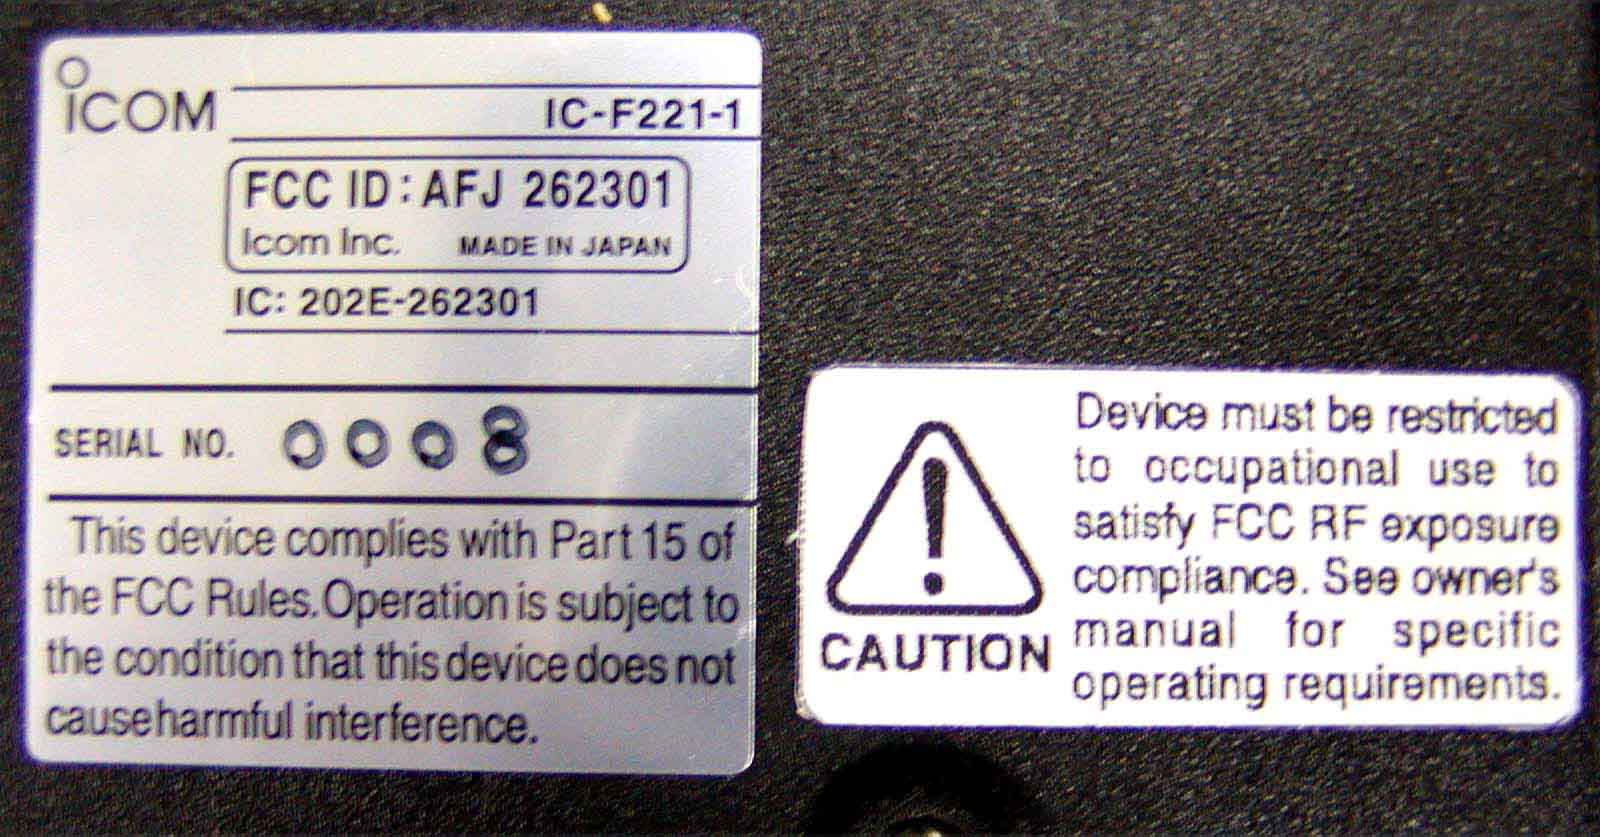 iCOM
IC-F221-1
FCC ID: AFJ 262301
Icom Inc. MADE IN JAPAN
IC: 202E-262301
SERIAL NO. 0008
This device complies with Part 15 of
the FCC Rules. Operation is subject to
the condition that this device does not
cause harmful interference.
CAUTION
Device must be restricted
to occupational use to
satisfy FCC RF exposure
compliance. See owner's
manual for specific
operating requirements.